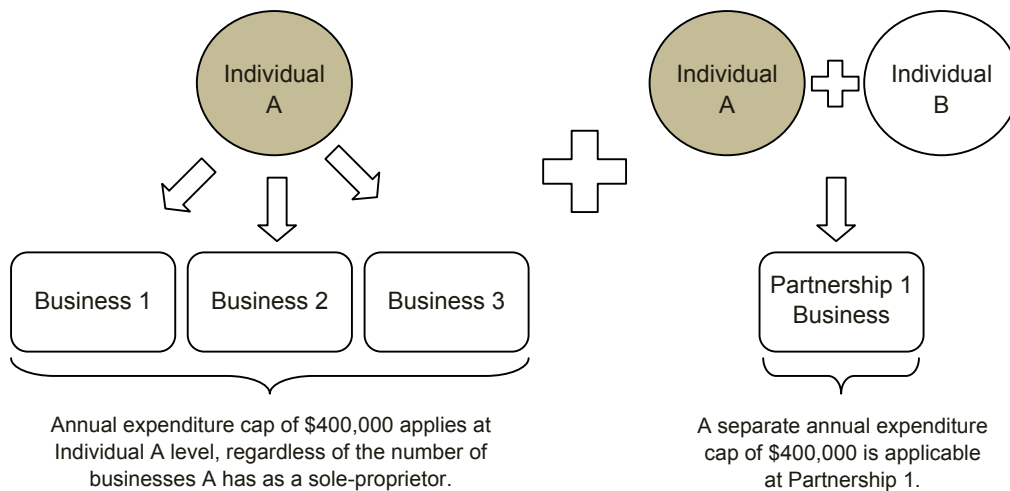 Individual
A
Individual
A
Individual
B
Business 1
Business 2
Business 3
Partnership 1
Business
Annual expenditure cap of $400,000 applies at
Individual A level, regardless of the number of
businesses A has as a sole-proprietor.
A separate annual expenditure
cap of $400,000 is applicable
at Partnership 1.